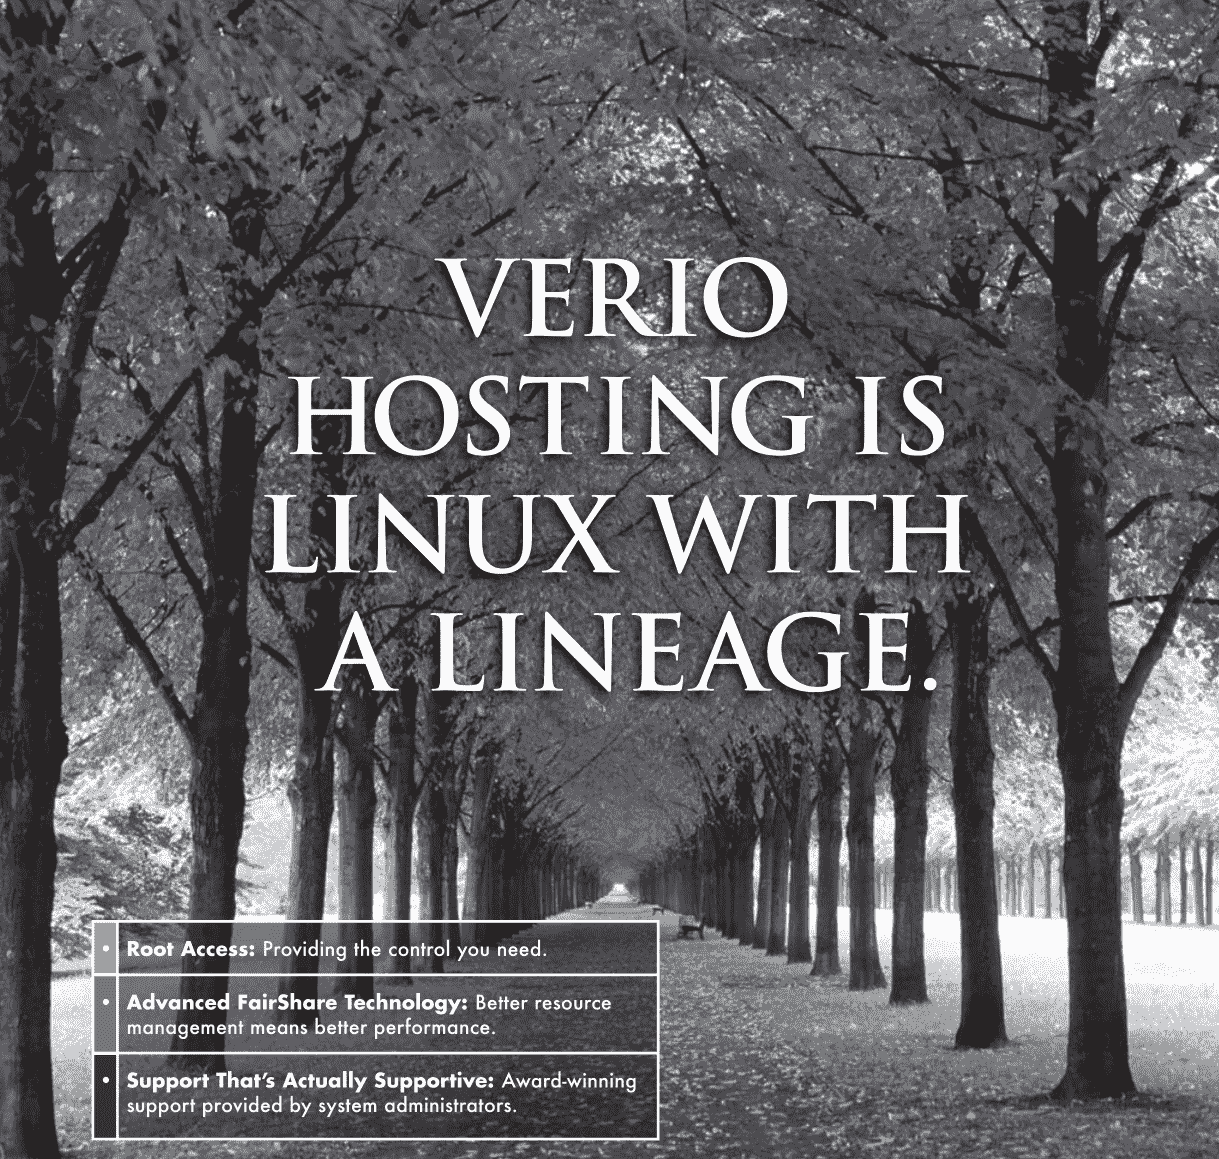 VERIO
HOSTING IS
LINUX WITH
A LINEAGE.
• Root Access: Providing the control you need.
• Advanced FairShare Technology: Better resource
management means better performance.
• Support That's Actually Supportive: Award-winning
support provided by system administrators.